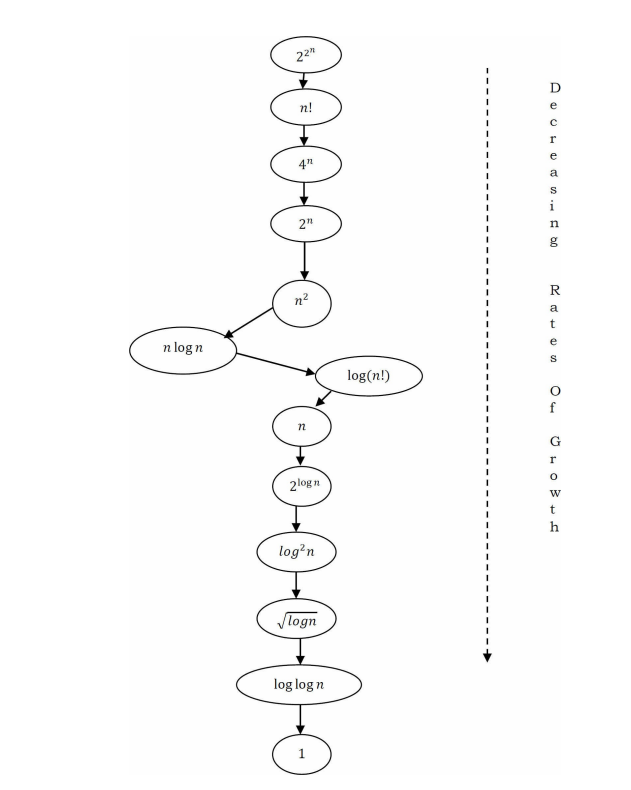 2^{2^n}
n!
4^n
2^n
n^2
n log n
log(n!)
n
2^{log n}
log^2 n
\sqrt{logn}
log log n
1
Decreasing Rates Of Growth